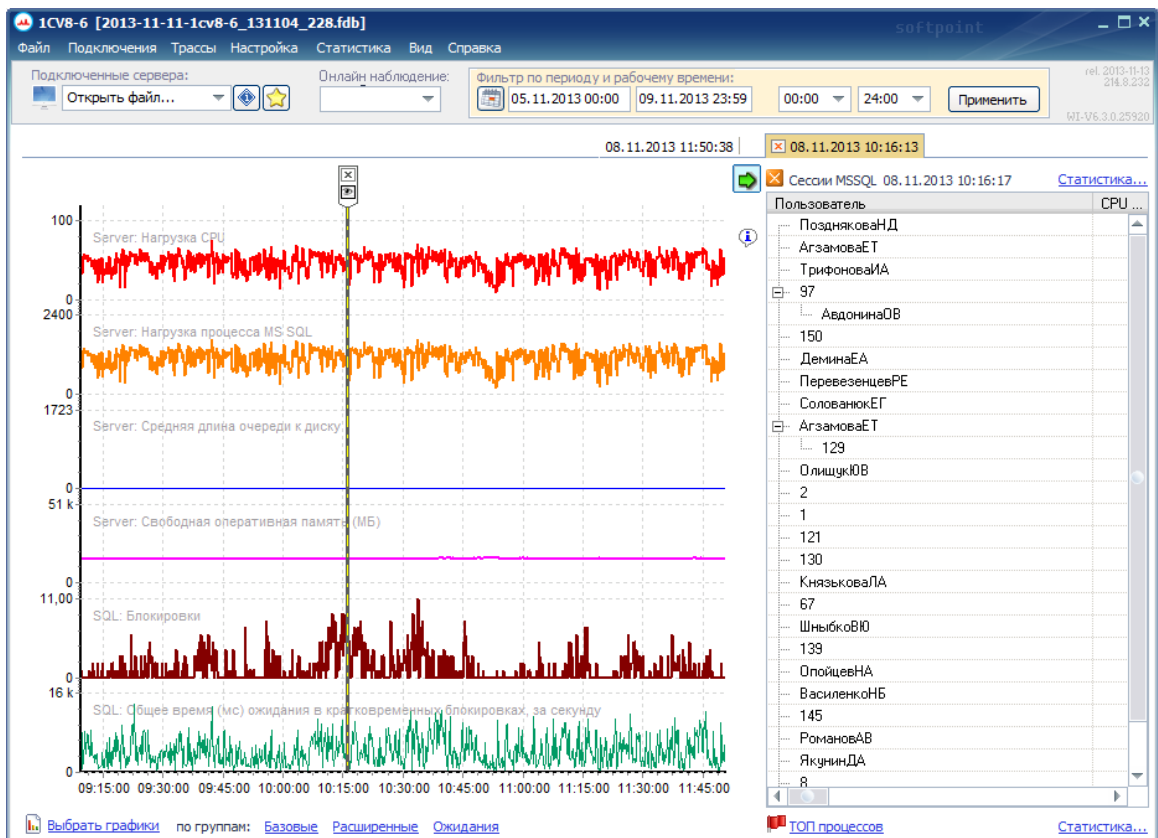 1CV8-6 [2013-11-11-1cv8-6_131104_228.fdb]
softpoint
Файл Подключения Трассы Настройка Статистика Вид Справка
Подключенные сервера:
Онлайн наблюдение:
Фильтр по периоду и рабочему времени:
rel. 2013-11-13
214.8.232
Открыть файл...
05.11.2013 00:00 09.11.2013 23:59 00:00 24:00 Применить
WI-V6.3.0.25920
08.11.2013 11:50:38
08.11.2013 10:16:13
Сессии MSSQL 08.11.2013 10:16:17 Статистика...
100
Server: Нагрузка CPU
0
2400
Server: Нагрузка процесса MS SQL
0
1723
Server: Средняя длина очереди к диску
0
51 k
Server: Свободная оперативная память (МБ)
0
11,00
SQL: Блокировки
0
16 k
SQL: Общее время (мс) ожидания в кратковременных блокировках, за секунду
0
09:15:00 09:30:00 09:45:00 10:00:00 10:15:00 10:30:00 10:45:00 11:00:00 11:15:00 11:30:00 11:45:00
Выбрать графики по группам: Базовые Расширенные Ожидания
Пользователь CPU ...
ПоздняковаНД
АгзамоваЕТ
ТрифоноваИА
97
АвдонинаОВ
150
ДеминаЕА
ПеревезенцевРЕ
СолованюкЕГ
АгзамоваЕТ
129
ОлищукЮВ
2
1
121
130
КнязьковаЛА
67
ШныбкоВЮ
139
ОпойцевНА
ВасиленкоНБ
145
РомановАВ
ЯкунинДА
8
ТОП процессов Статистика...